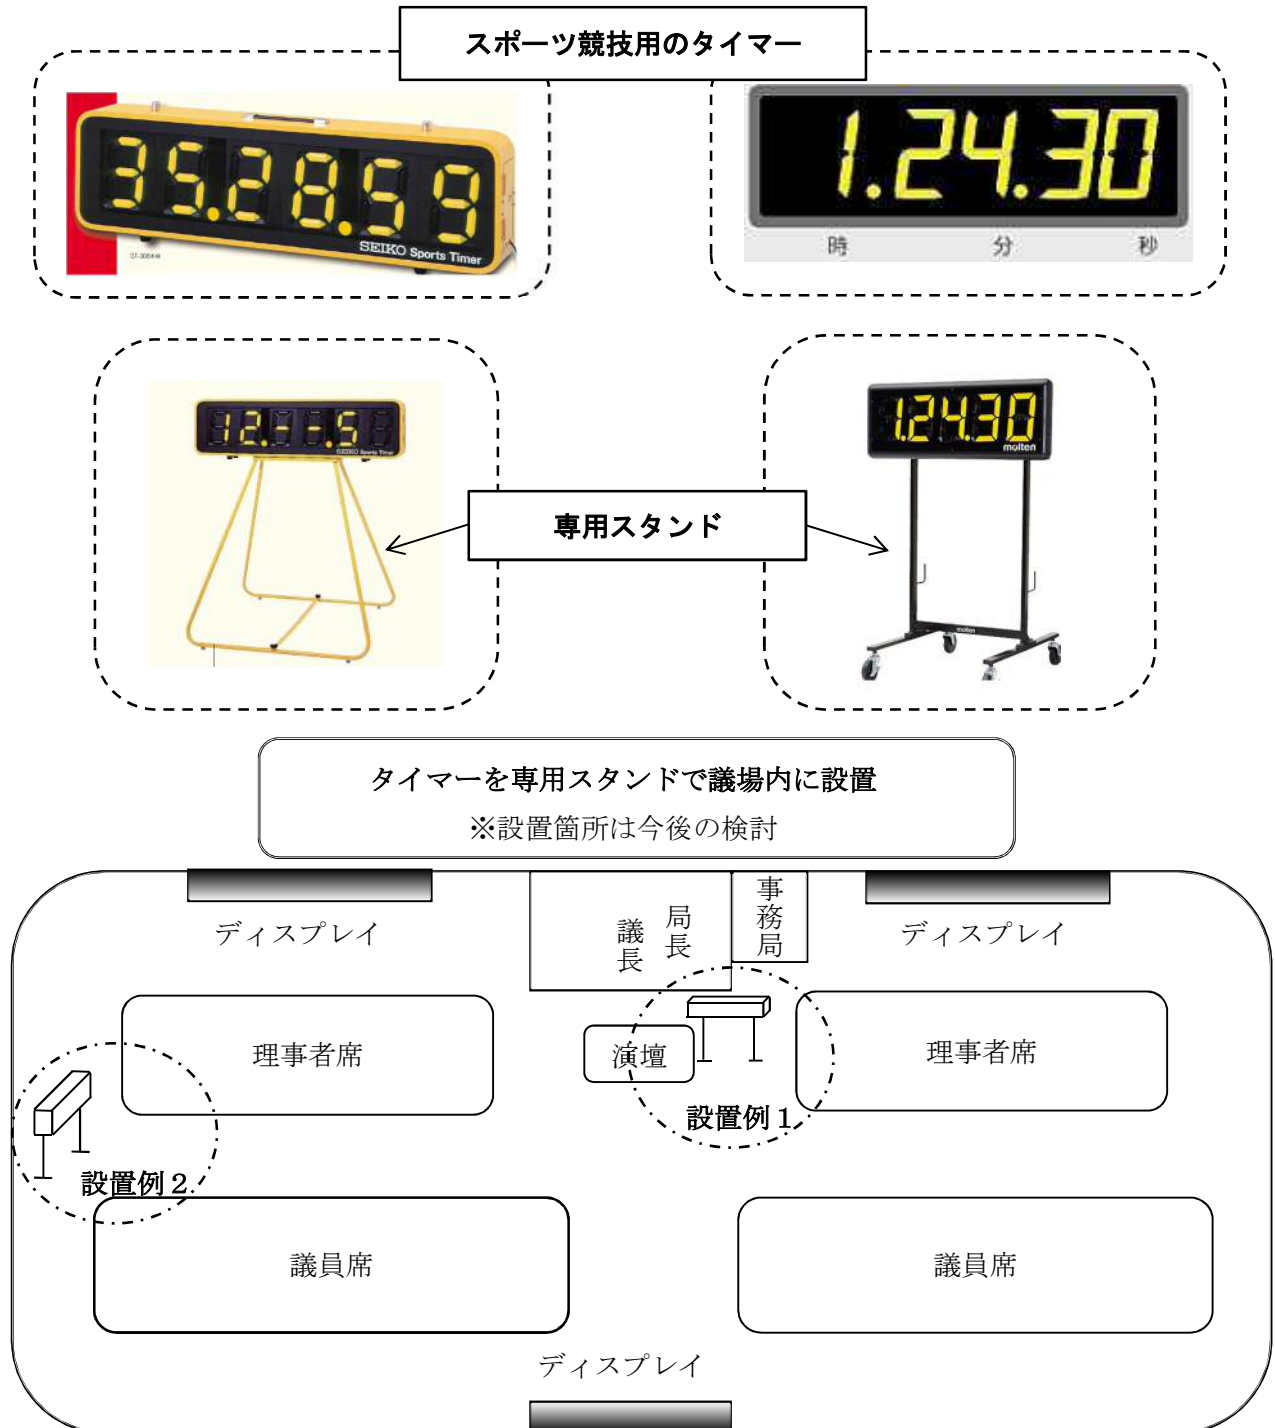 スポーツ競技用のタイマー
35.28.59
SEIKO Sports Timer
1.24.30
時 分 秒
12.--.5
SEIKO Sports Timer
1.24.30
molten
専用スタンド
molten
タイマーを専用スタンドで議場内に設置
※設置箇所は今後の検討
ディスプレイ
議長
局長
事務局
ディスプレイ
理事者席
演壇
理事者席
設置例１
設置例２
議員席
議員席
ディスプレイ